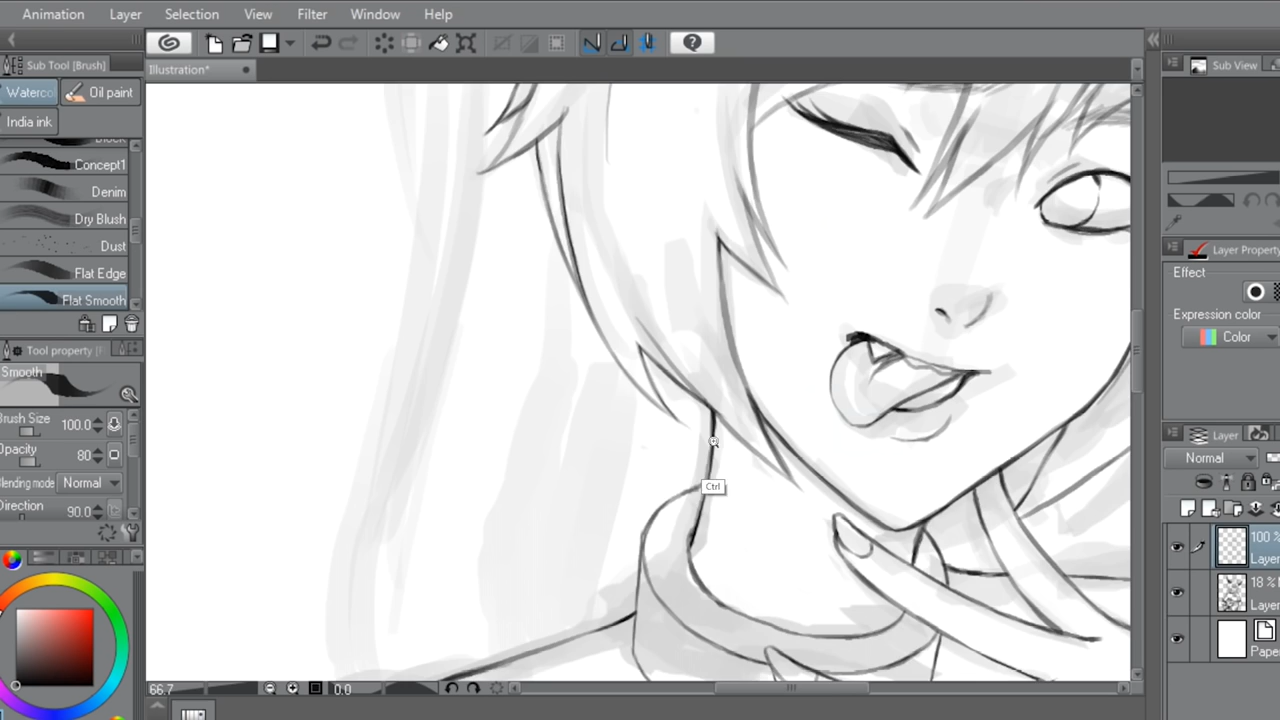 Animation Layer Selection View Filter Window Help
Sub Tool [Brush]
Waterco Oil paint
India ink
Concept1
Denim
Dry Blush
Dust
Flat Edge
Flat Smooth
Tool property [
Smooth
Brush Size 100.0
Opacity 80
Blending mode Normal
Direction 90.0
Illustration*
Ctrl
66.7 0.0
Sub View
Layer Property
Effect
Expression color
Color
Layer
Normal
100 %
Layer
18 %
Layer
Paper